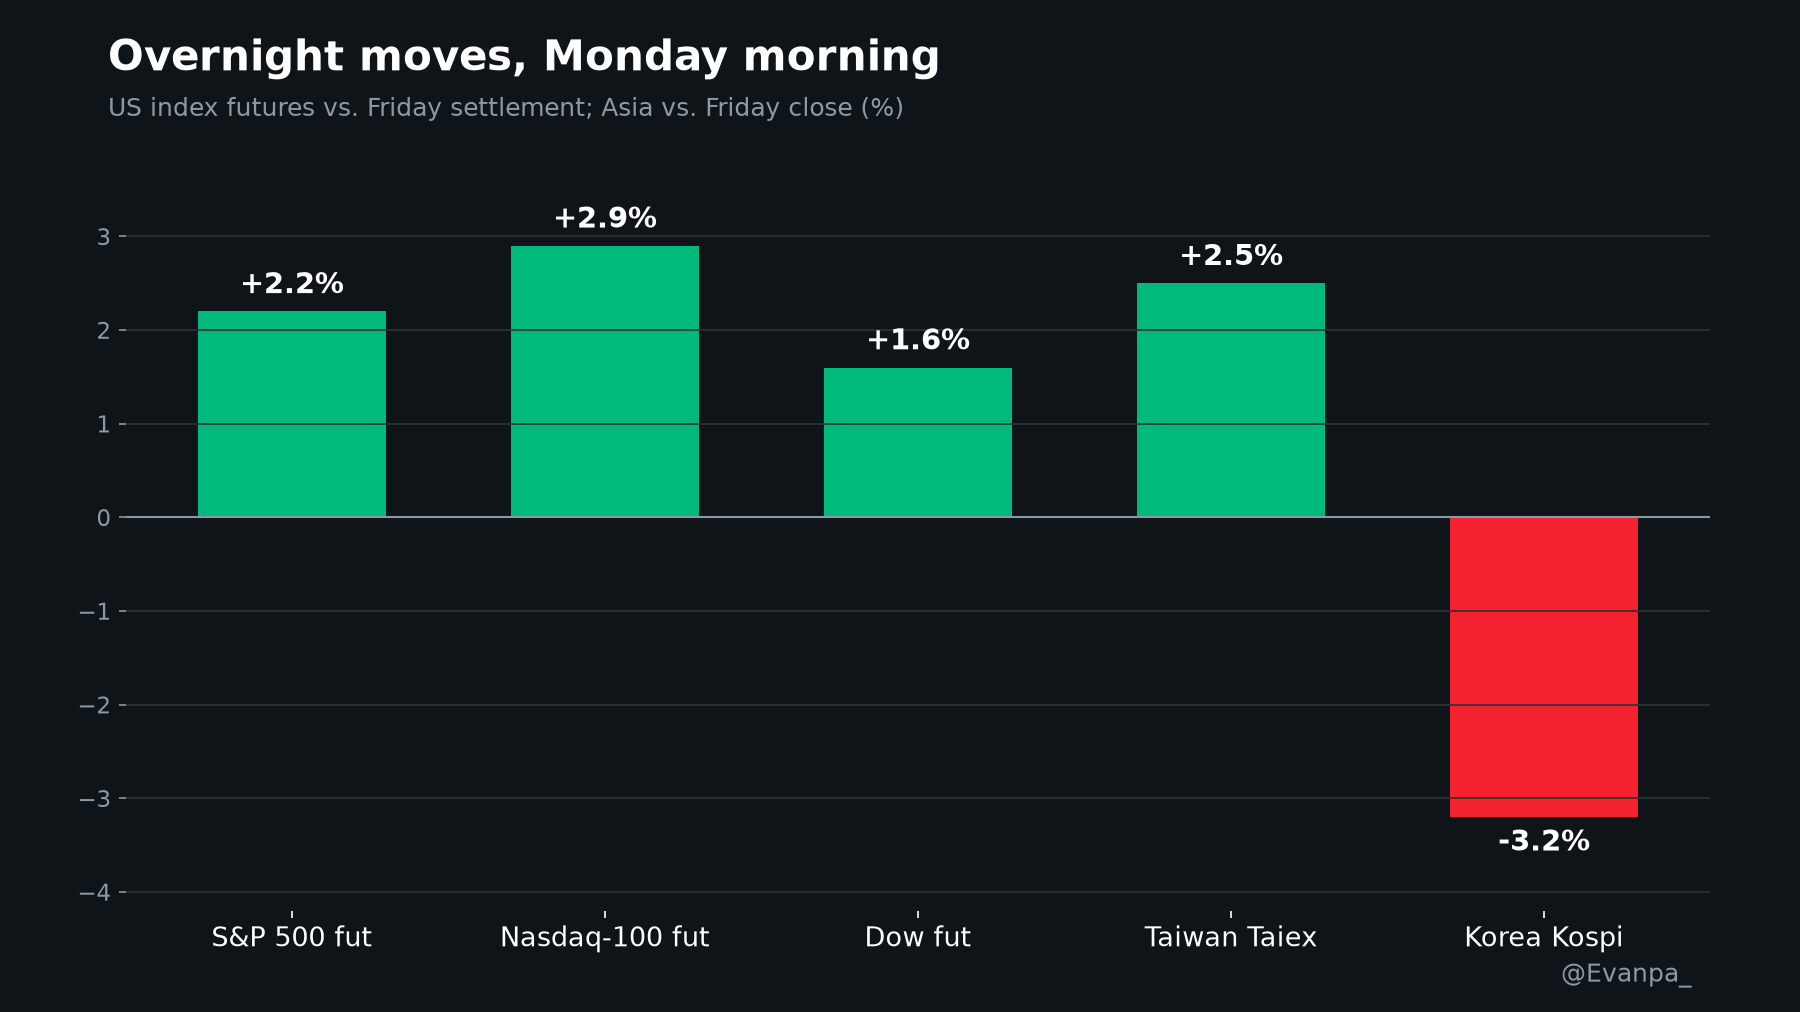 Overnight moves, Monday morning
US index futures vs. Friday settlement; Asia vs. Friday close (%)
+2.2%
+2.9%
+1.6%
+2.5%
-3.2%
3
2
1
0
−1
−2
−3
−4
S&P 500 fut
Nasdaq-100 fut
Dow fut
Taiwan Taiex
Korea Kospi
@Evanpa_